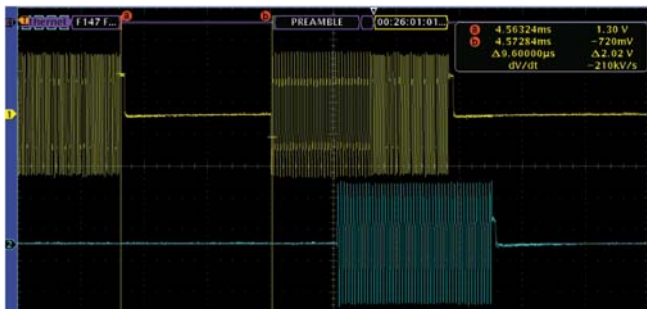 Ethernet F147 F... a b PREAMBLE 00:26:01:01...
a 4.56324ms 1.30 V
b 4.57284ms −720mV
Δ9.60000µs Δ2.02 V
dV/dt −210kV/s
1
2